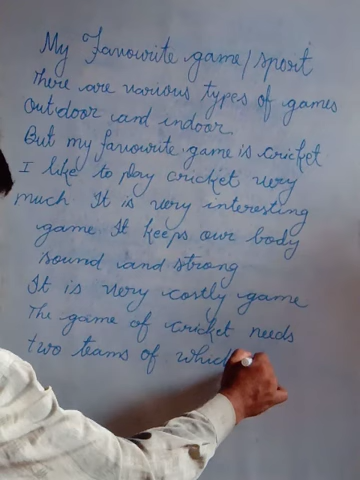 My Favourite game/sport
There are various types of games
Outdoor and indoor
But my favourite game is cricket
I like to play cricket very
much It is very interesting
game It keeps our body
sound and strong
It is very costly game
The game of cricket needs
two teams of which